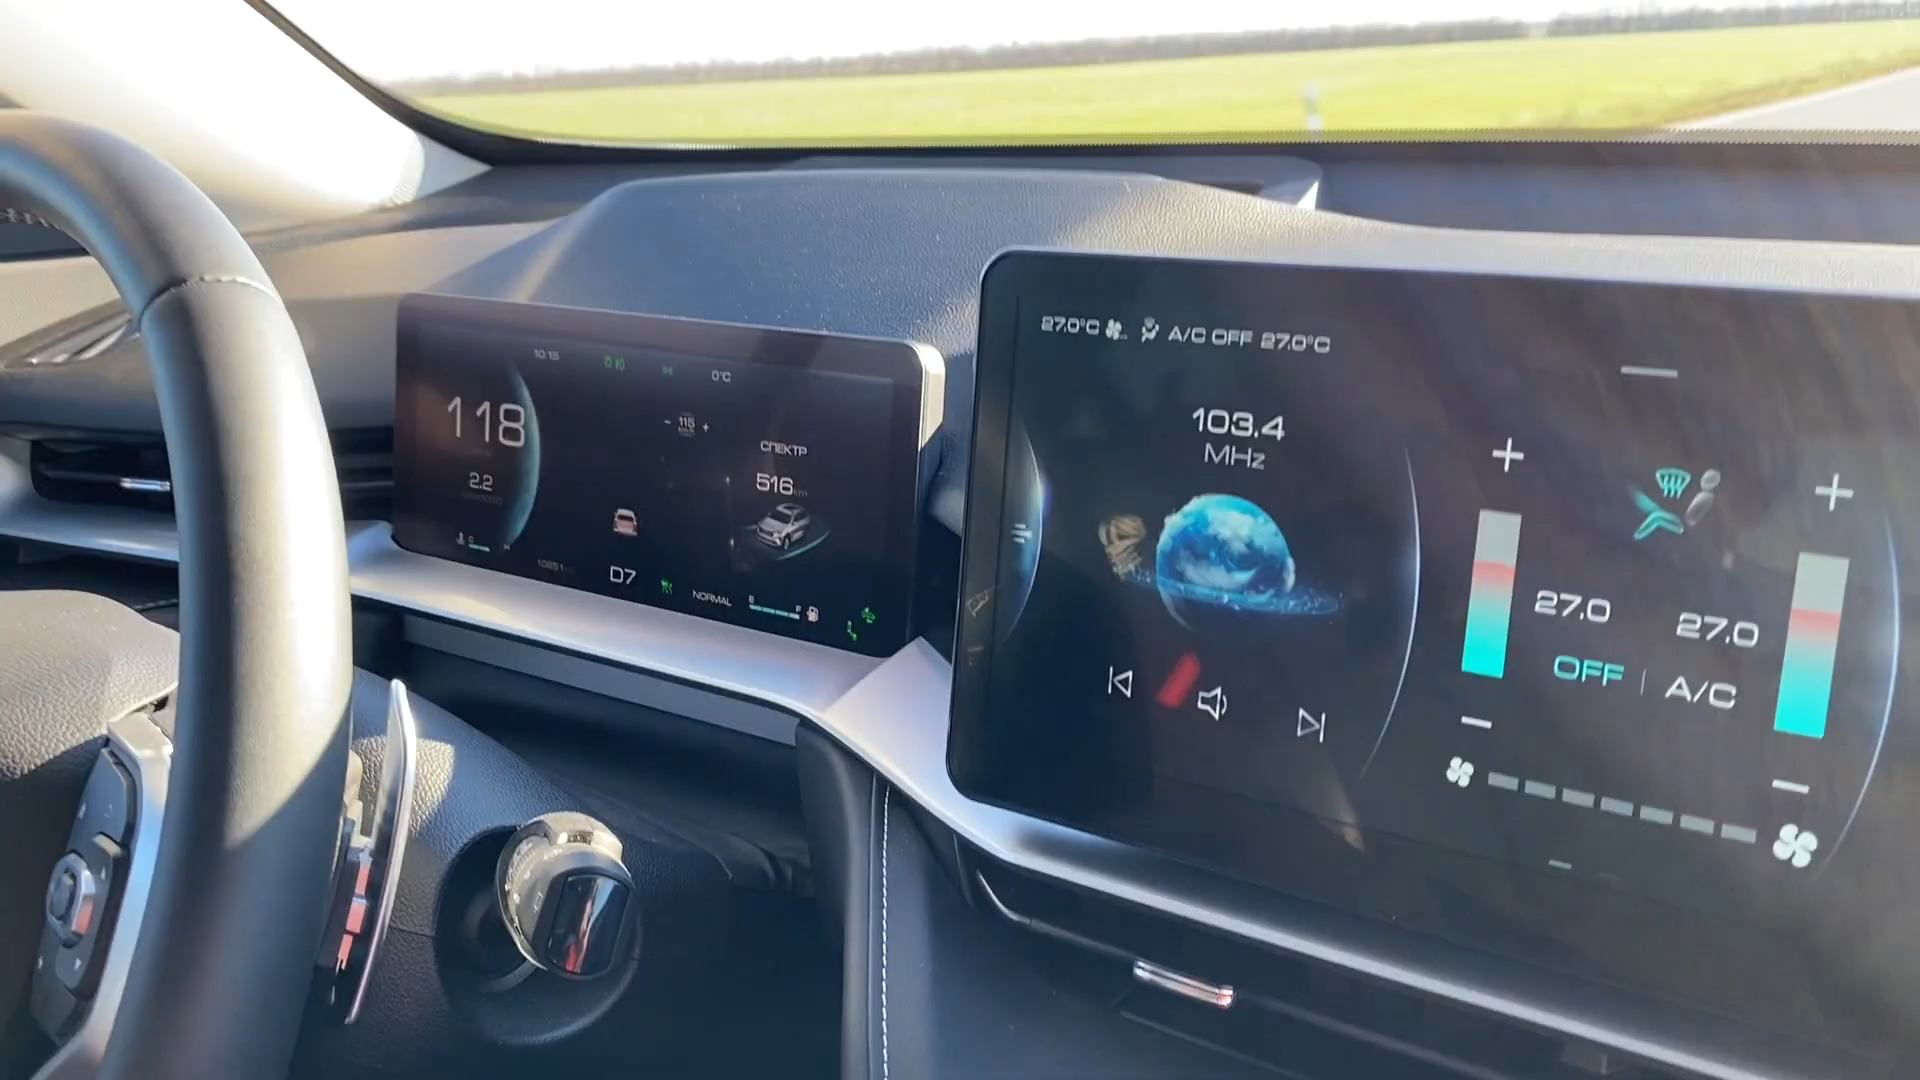 10:15
0°C
118
- 115 +
СПЕКТР
2.2
516
C
H
D7
NORMAL
E
F
27.0°C
A/C OFF 27.0°C
103.4
MHz
27.0
27.0
OFF | A/C